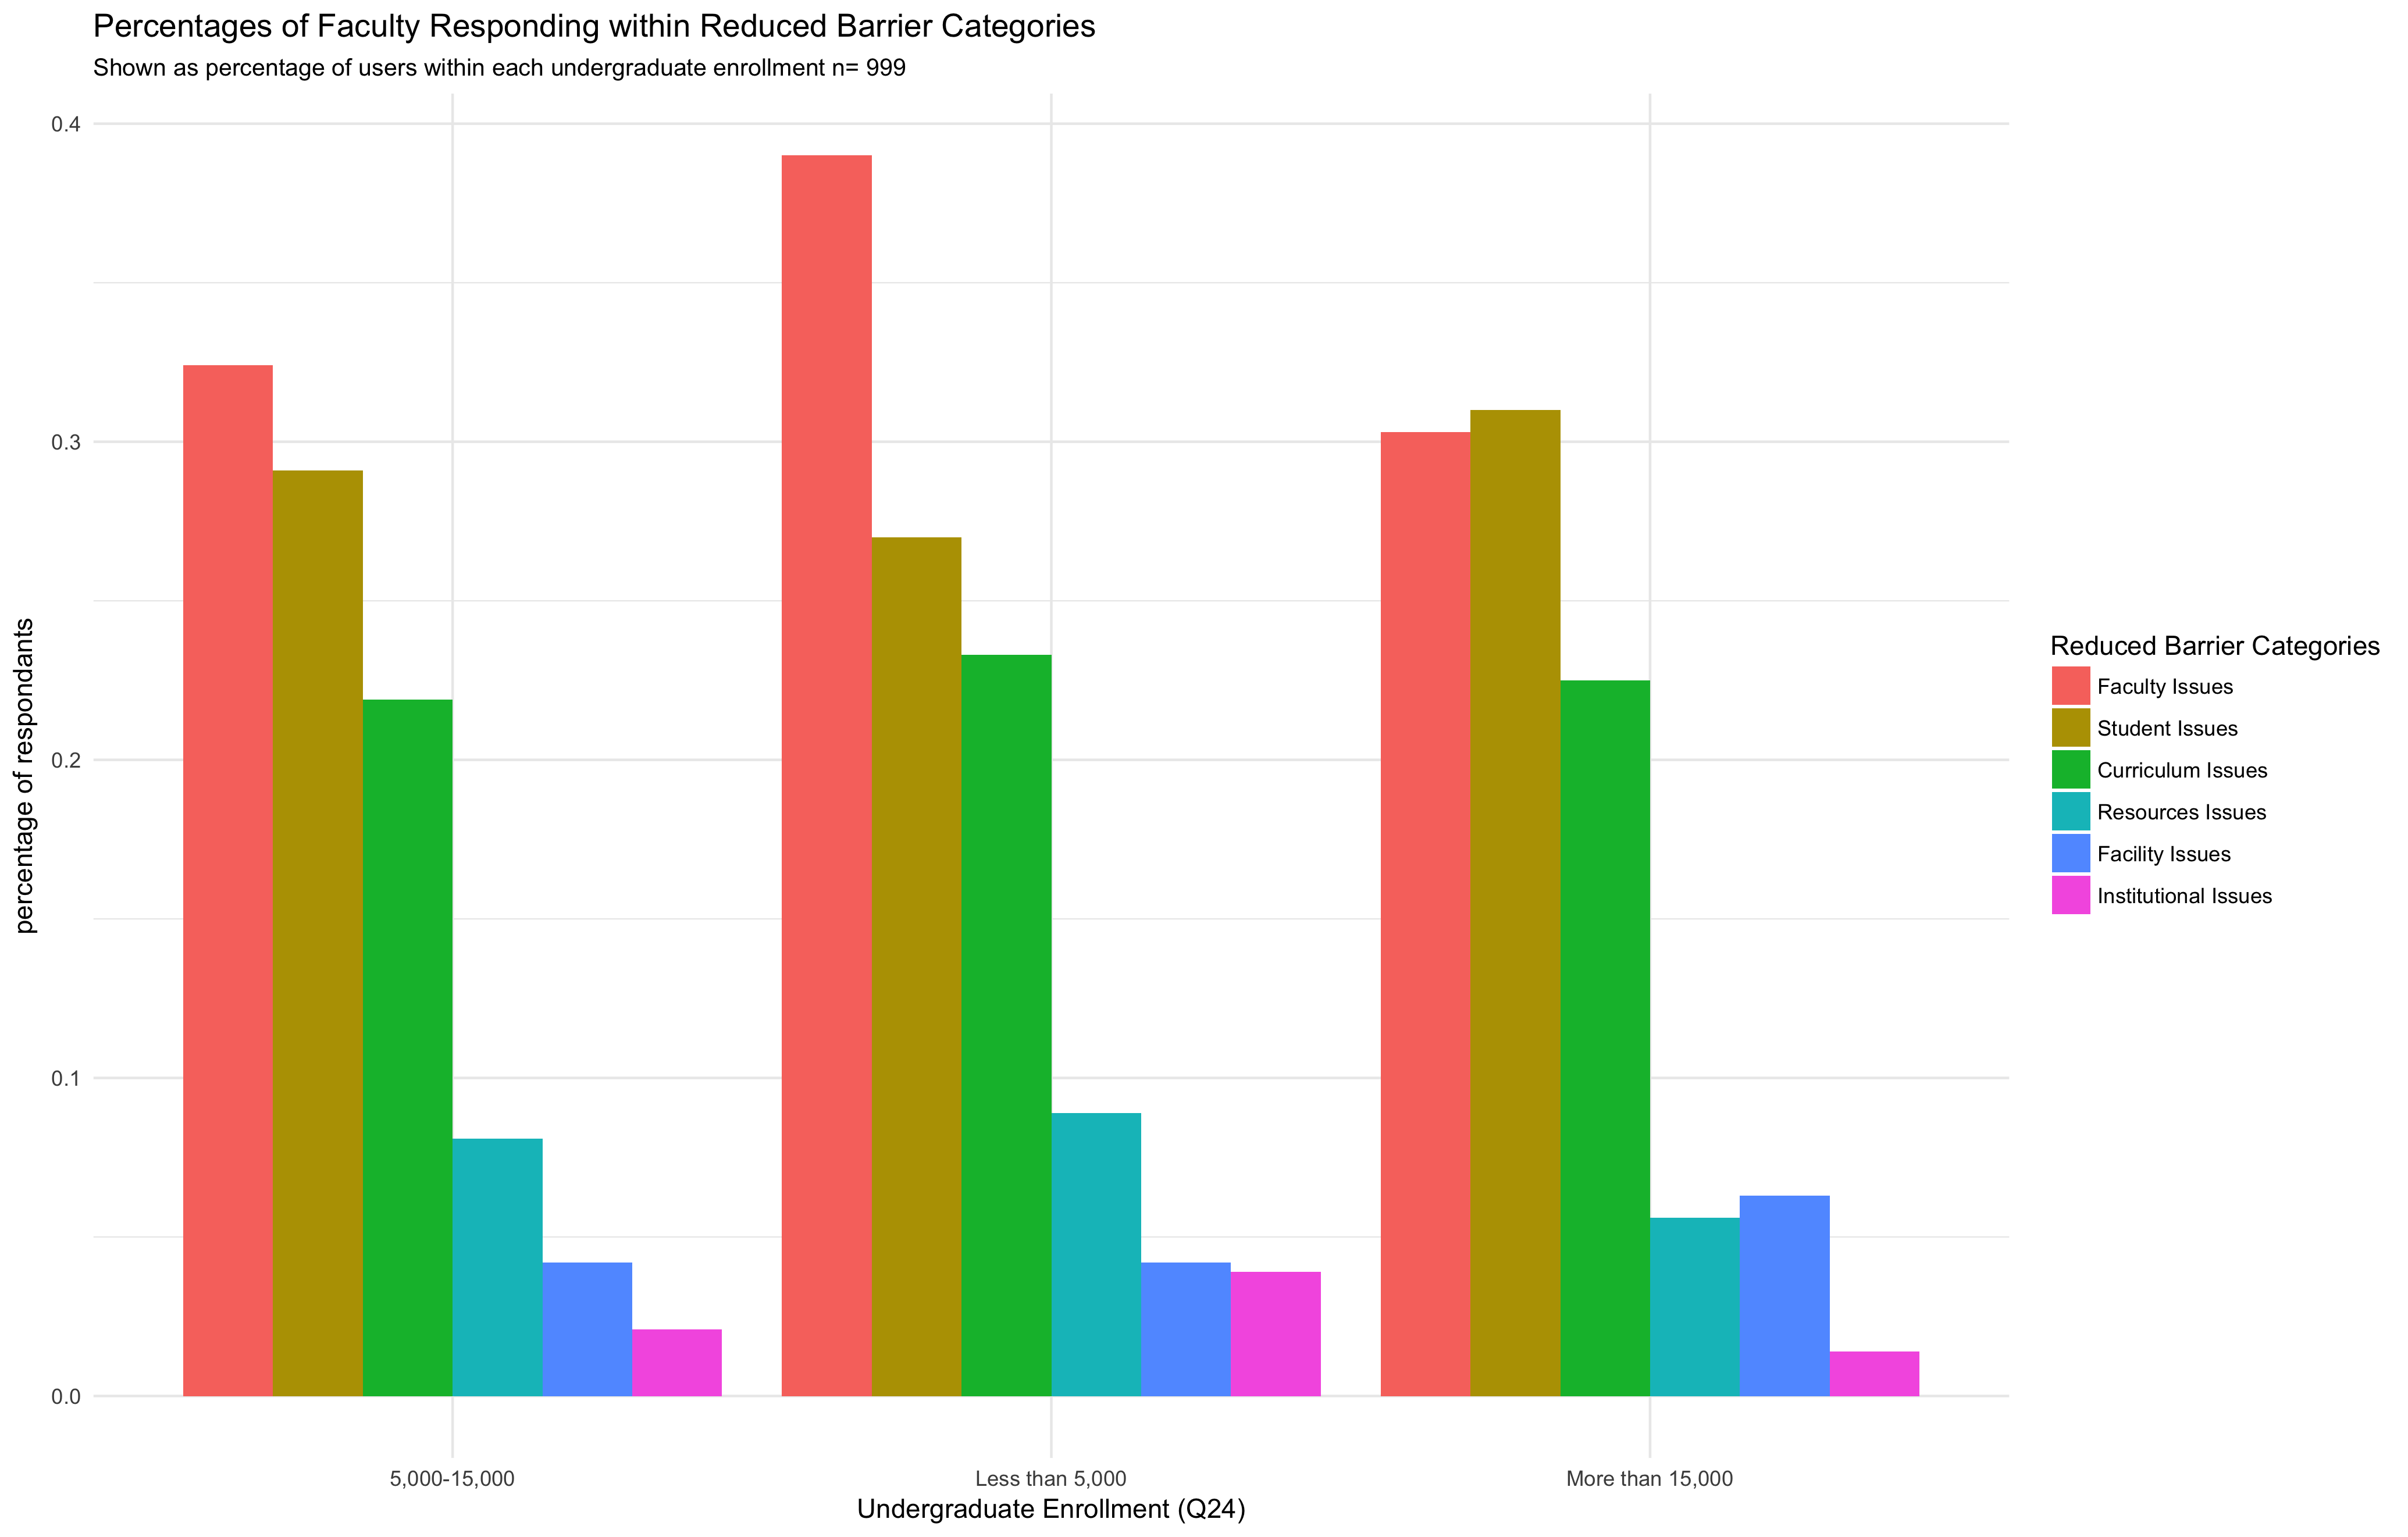 Percentages of Faculty Responding within Reduced Barrier Categories
Shown as percentage of users within each undergraduate enrollment n= 999
percentage of respondants
0.4
0.3
0.2
0.1
0.0
5,000-15,000
Less than 5,000
More than 15,000
Undergraduate Enrollment (Q24)
Reduced Barrier Categories
Faculty Issues
Student Issues
Curriculum Issues
Resources Issues
Facility Issues
Institutional Issues